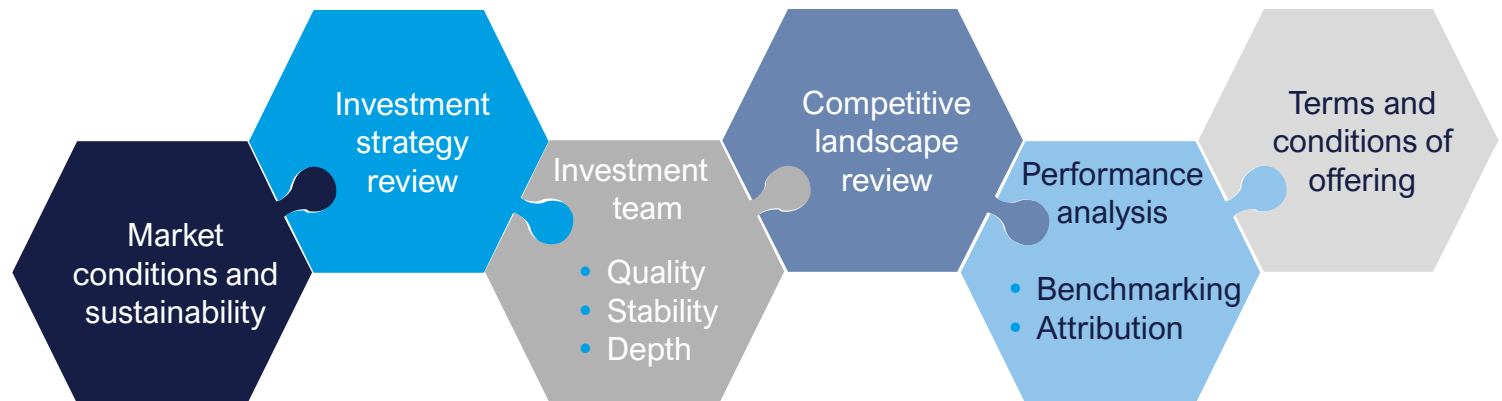 Market
conditions and
sustainability
Investment
strategy
review
Investment
team
• Quality
• Stability
• Depth
Competitive
landscape
review
Performance
analysis
• Benchmarking
• Attribution
Terms and
conditions of
offering